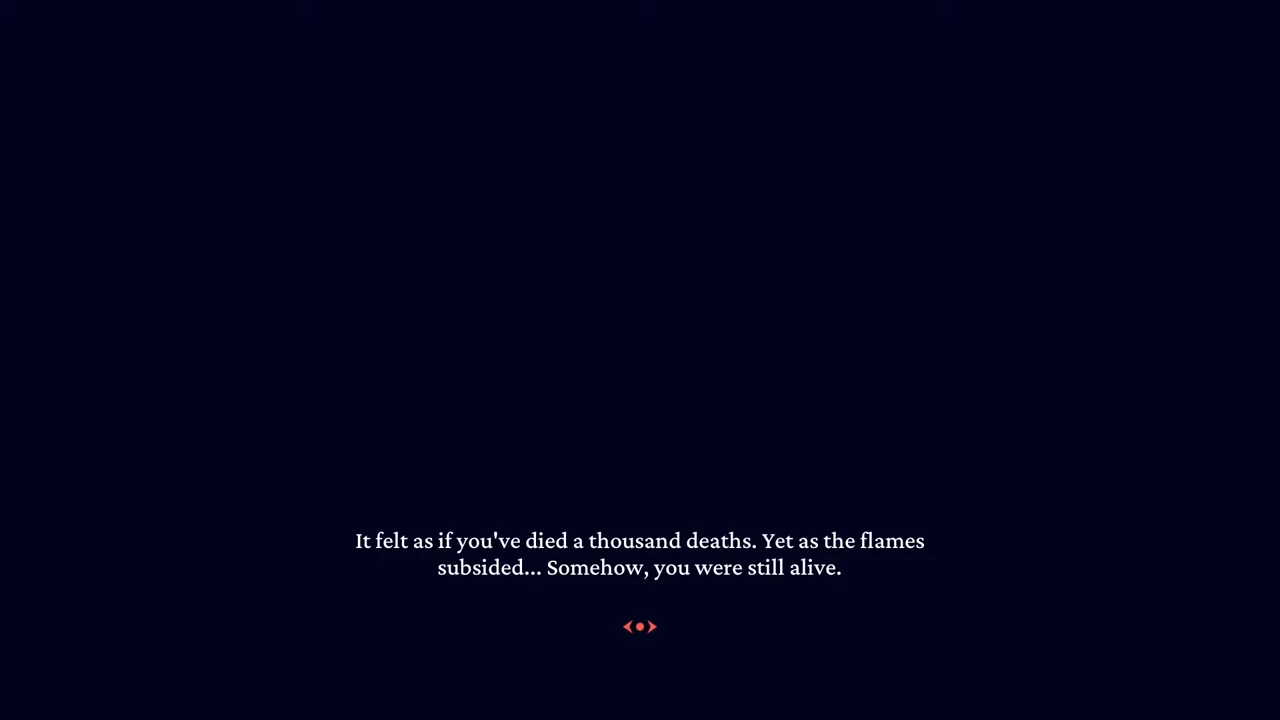 It felt as if you've died a thousand deaths. Yet as the flames
subsided... Somehow, you were still alive.